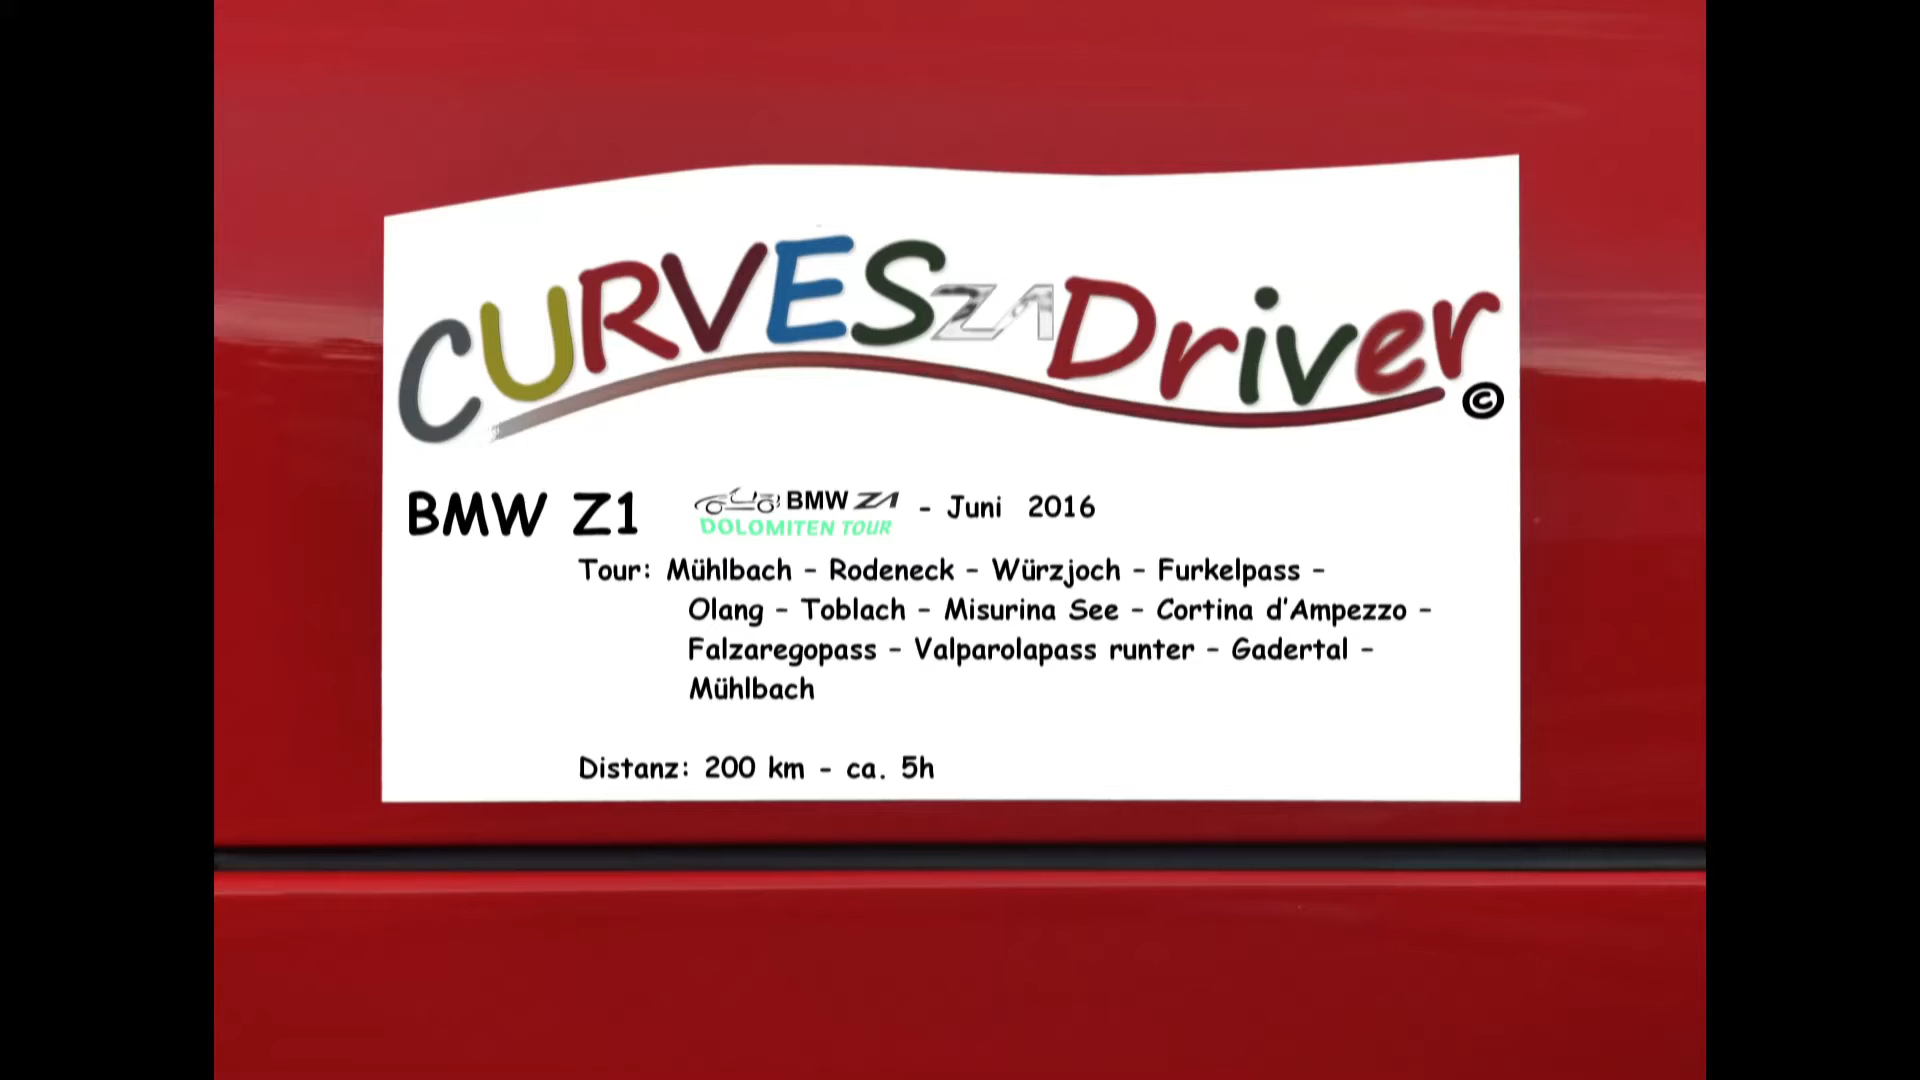 CURVES Z1 Driver ©
BMW Z1 BMW Z1 - Juni 2016
DOLOMITEN TOUR
Tour: Mühlbach – Rodeneck – Würzjoch – Furkelpass –
Olang – Toblach – Misurina See – Cortina d’Ampezzo –
Falzaregopass – Valparolapass runter – Gadertal –
Mühlbach
Distanz: 200 km - ca. 5h